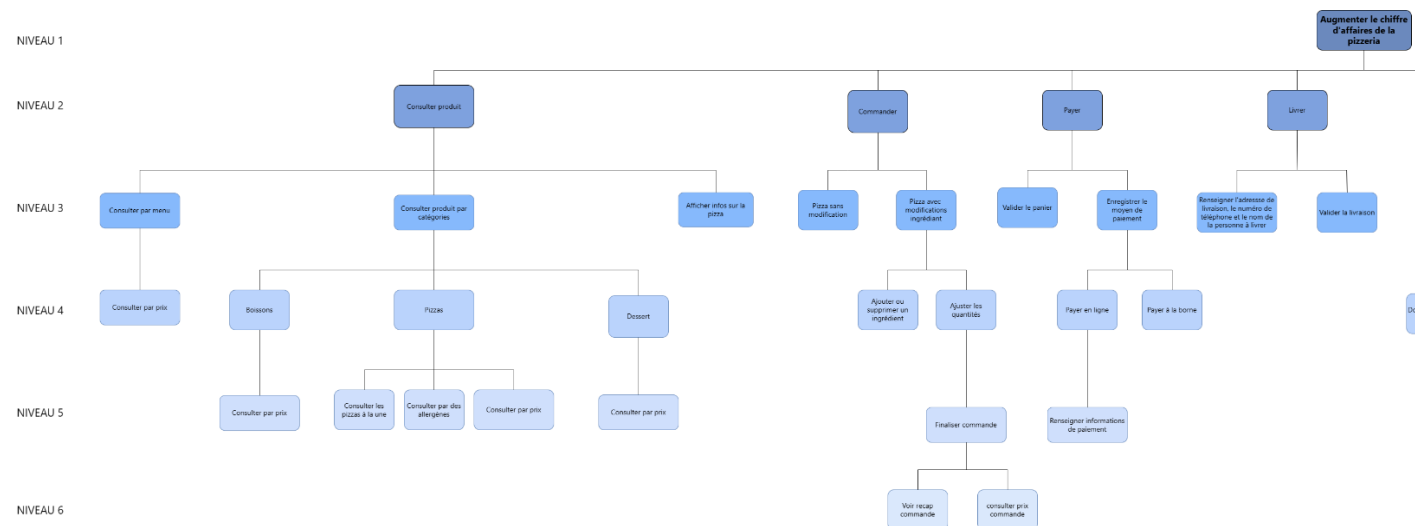 NIVEAU 1
Augmenter le chiffre
d'affaires de la
pizzeria
NIVEAU 2
Consulter produit
Commander
Payer
Livrer
NIVEAU 3
Consulter par menu
Consulter produit par
catégories
Afficher infos sur la
pizza
Pizza sans
modification
Pizza avec
modifications
ingrédient
Valider le panier
Enregistrer le
moyen de
paiement
Renseigner l'adresse de
livraison, le numéro de
téléphone et le nom de
la personne à livrer
Valider la livraison
NIVEAU 4
Consulter par prix
Boissons
Pizzas
Dessert
Ajouter ou
supprimer un
ingrédient
Ajuster les
quantités
Payer en ligne
Payer à la borne
NIVEAU 5
Consulter par prix
Consulter les
pizzas à la une
Consulter par des
allergènes
Consulter par prix
Consulter par prix
Finaliser commande
Renseigner informations
de paiement
NIVEAU 6
Voir recap
commande
consulter prix
commande